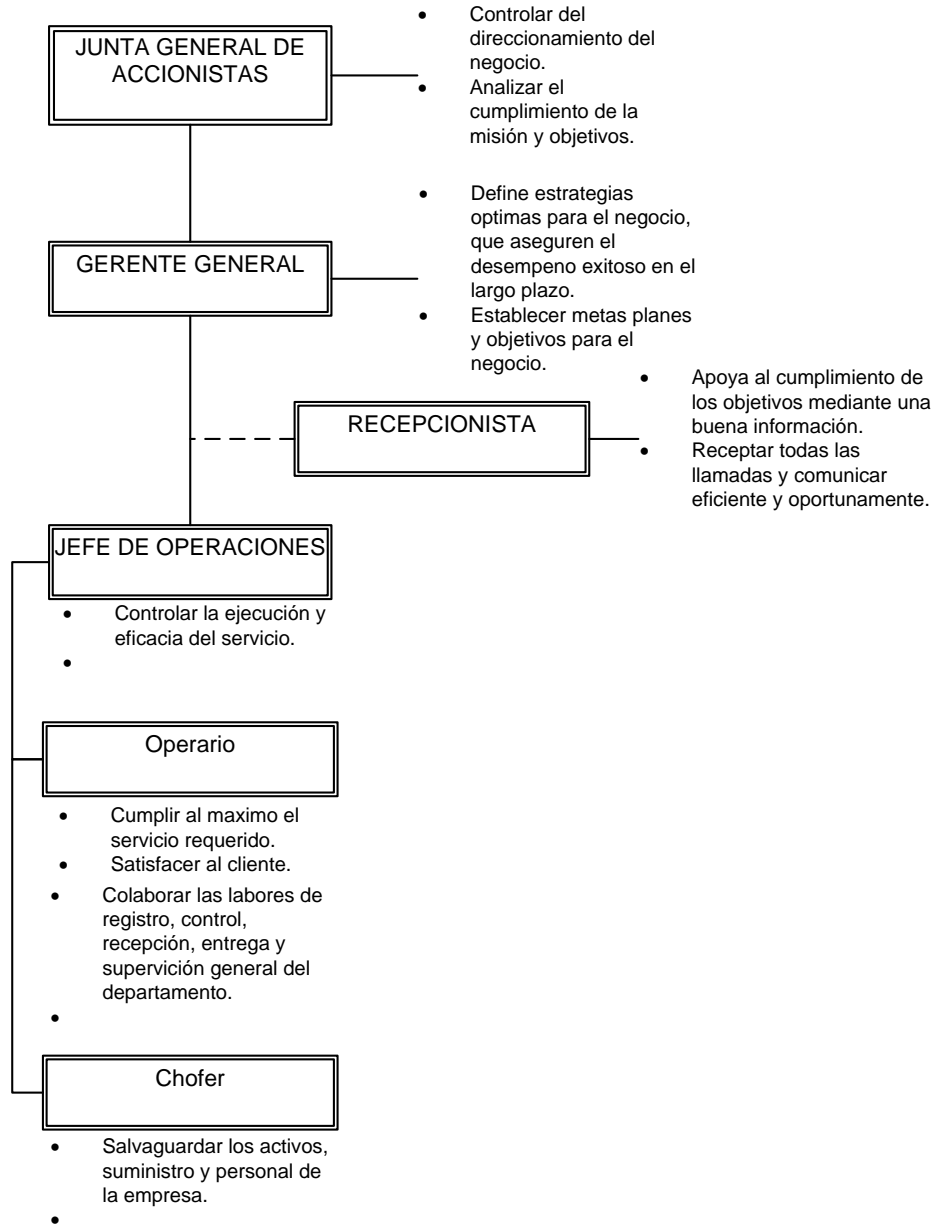 JUNTA GENERAL DE
ACCIONISTAS
• Controlar del
direccionamiento del
negocio.
• Analizar el
cumplimiento de la
misión y objetivos.
GERENTE GENERAL
• Define estrategias
optimas para el negocio,
que aseguren el
desempeno exitoso en el
largo plazo.
• Establecer metas planes
y objetivos para el
negocio.
RECEPCIONISTA
• Apoya al cumplimiento de
los objetivos mediante una
buena información.
• Receptar todas las
llamadas y comunicar
eficiente y oportunamente.
JEFE DE OPERACIONES
• Controlar la ejecución y
eficacia del servicio.
•
Operario
• Cumplir al maximo el
servicio requerido.
• Satisfacer al cliente.
• Colaborar las labores de
registro, control,
recepción, entrega y
supervición general del
departamento.
•
Chofer
• Salvaguardar los activos,
suministro y personal de
la empresa.
•